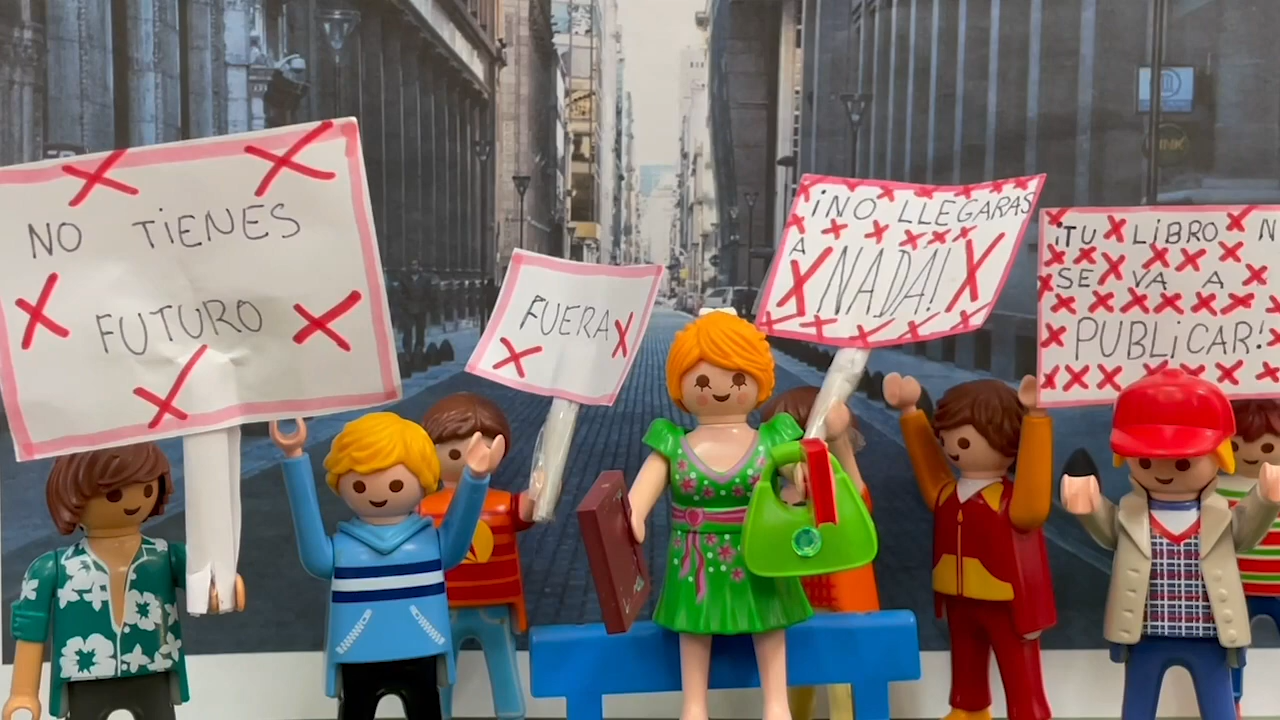 NO TIENES
FUTURO
FUERA
¡NO LLEGARAS
A
NADA!
¡TU LIBRO N
SE VA A
PUBLICAR!